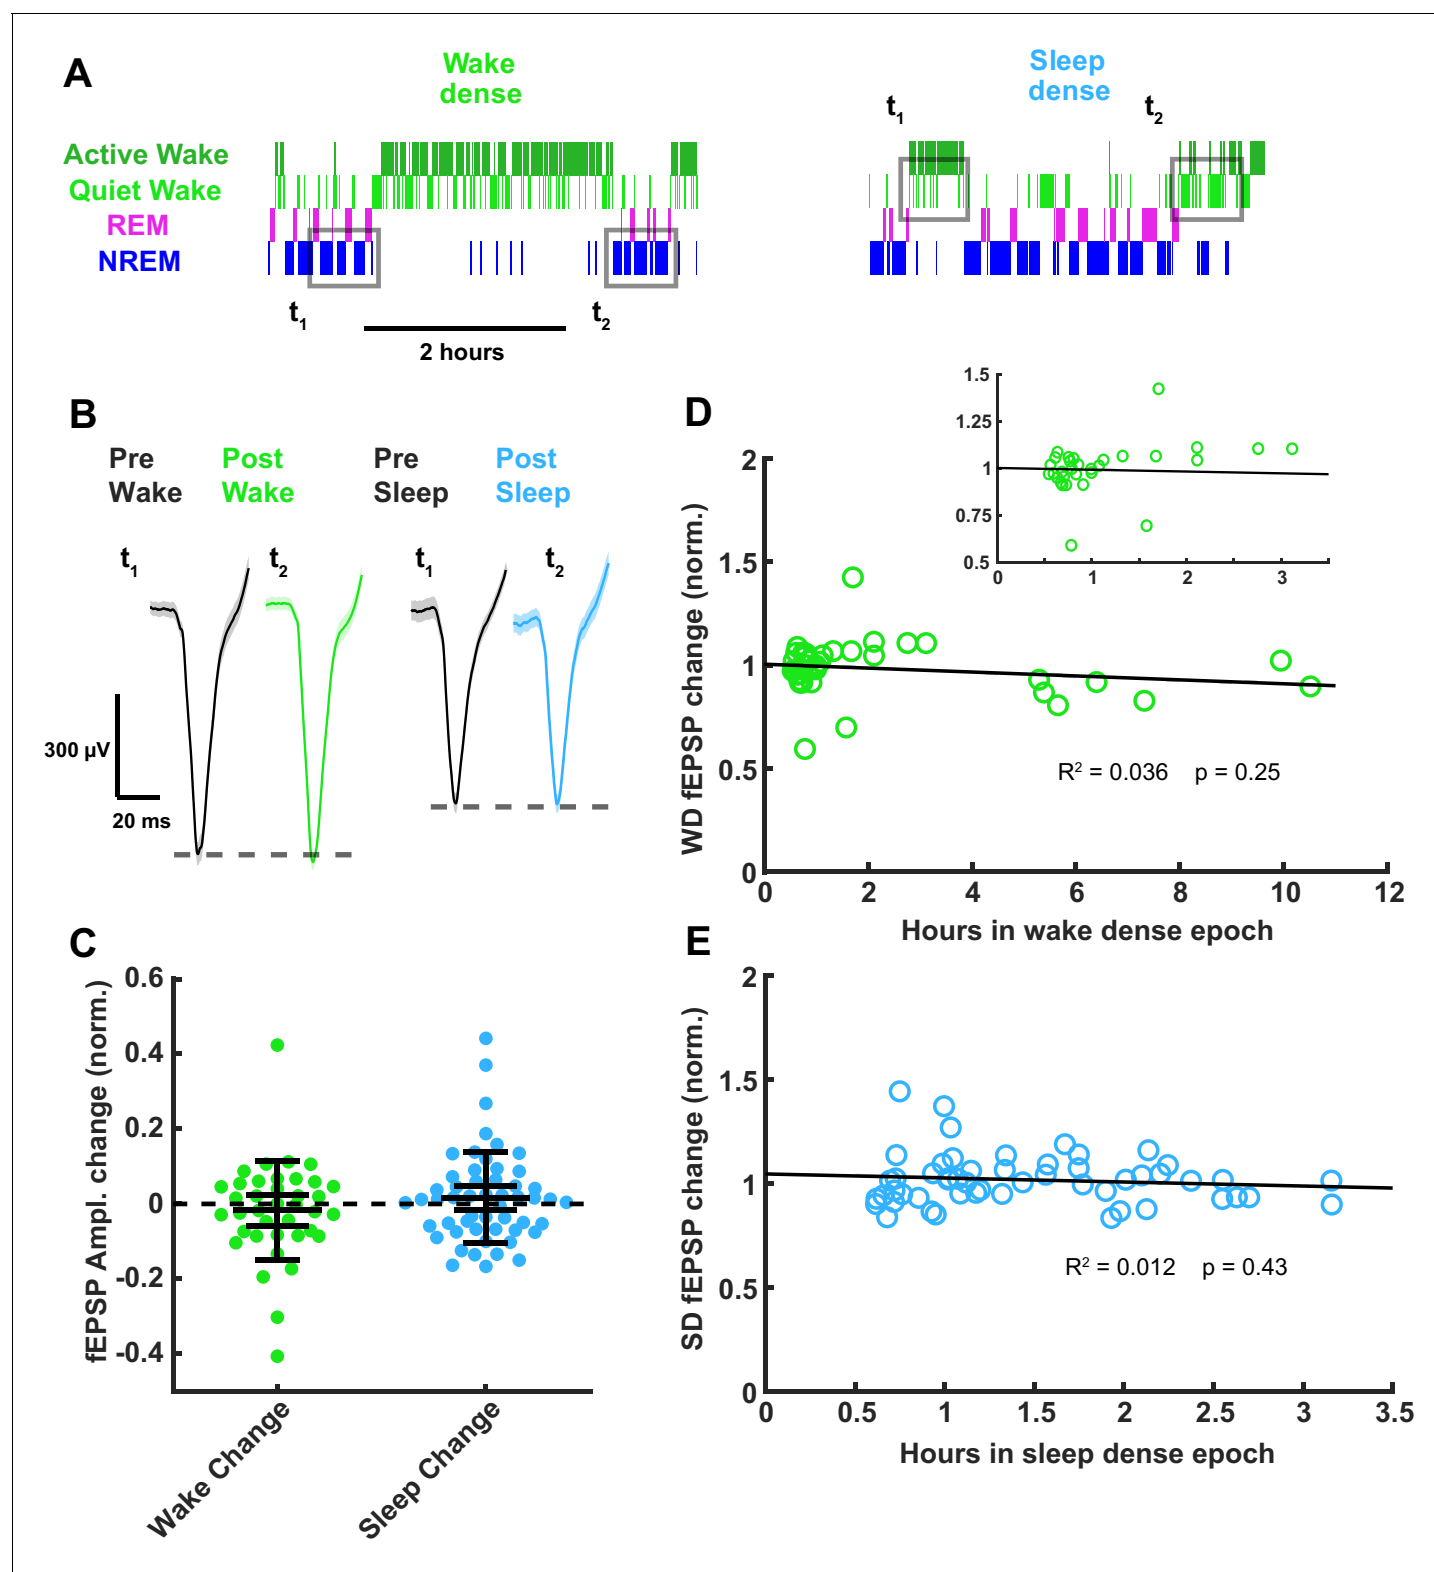 A
Wake
dense
Sleep
dense
t1
t2
Active Wake
Quiet Wake
REM
NREM
t1
t2
2 hours
B
Pre
Wake
Post
Wake
Pre
Sleep
Post
Sleep
t1
t2
t1
t2
300 µV
20 ms
C
fEPSP Ampl. change (norm.)
0.6
0.4
0.2
0
-0.2
-0.4
Wake Change
Sleep Change
D
WD fEPSP change (norm.)
2
1.5
1
0.5
0
0 2 4 6 8 10 12
Hours in wake dense epoch
R² = 0.036 p = 0.25
1.5
1.25
1
0.75
0.5
0 1 2 3
E
SD fEPSP change (norm.)
2
1.5
1
0.5
0
0 0.5 1 1.5 2 2.5 3 3.5
Hours in sleep dense epoch
R² = 0.012 p = 0.43